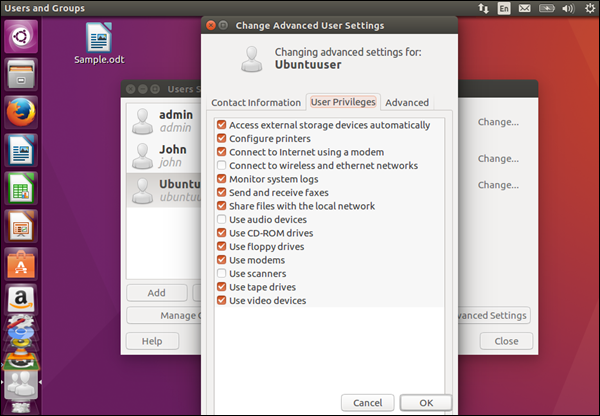 Users and Groups
En
Sample.odt
Change Advanced User Settings
Changing advanced settings for:
Ubuntuuser
Users S
Contact Information
User Privileges
Advanced
admin
admin
John
john
Ubuntu
ubuntuu
Change...
Change...
Change...
Access external storage devices automatically
Configure printers
Connect to Internet using a modem
Connect to wireless and ethernet networks
Monitor system logs
Send and receive faxes
Share files with the local network
Use audio devices
Use CD-ROM drives
Use floppy drives
Use modems
Use scanners
Use tape drives
Use video devices
Add
Manage G
vanced Settings
Help
Close
Cancel
OK